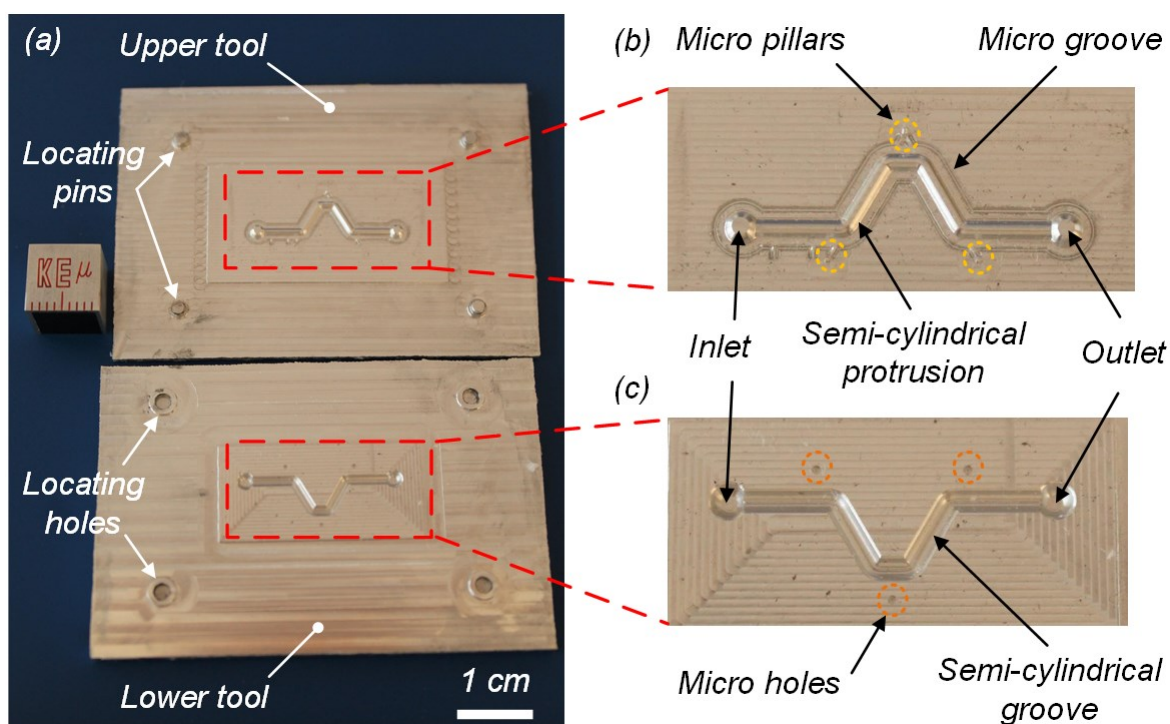 (a)
Upper tool
Locating
pins
KE μ
Locating
holes
Lower tool
1 cm
(b)
Micro pillars
Micro groove
Inlet
Semi-cylindrical
protrusion
Outlet
(c)
Micro holes
Semi-cylindrical
groove